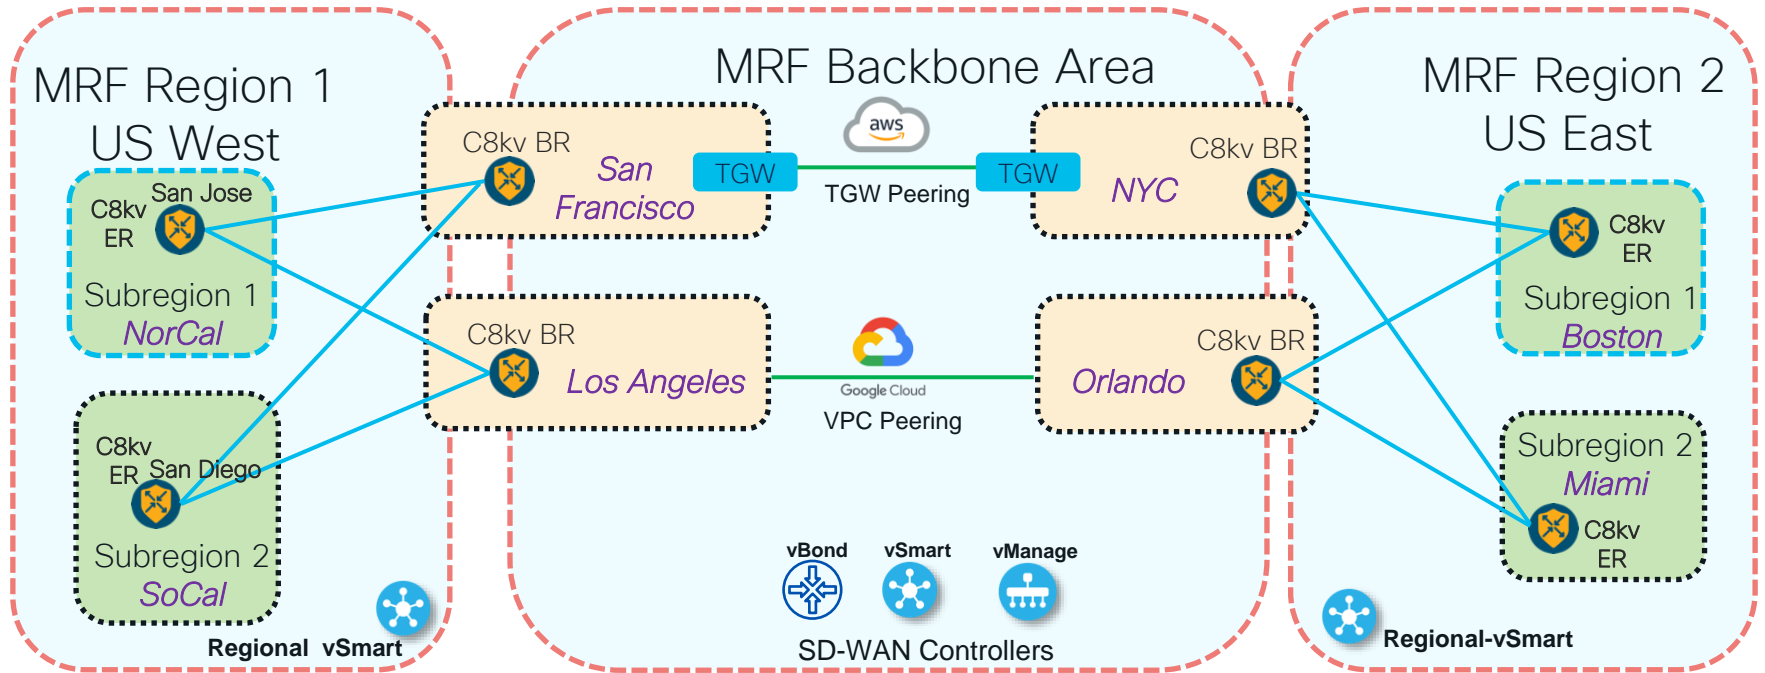 MRF Region 1
US West
San Jose
C8kv
ER
Subregion 1
NorCal
C8kv
ER
San Diego
Subregion 2
SoCal
Regional vSmart
MRF Backbone Area
C8kv BR
San
Francisco
TGW
aws
TGW Peering
TGW
C8kv BR
NYC
C8kv BR
Los Angeles
Google Cloud
VPC Peering
C8kv BR
Orlando
vBond
vSmart
vManage
SD-WAN Controllers
MRF Region 2
US East
C8kv
ER
Subregion 1
Boston
Subregion 2
Miami
C8kv
ER
Regional-vSmart